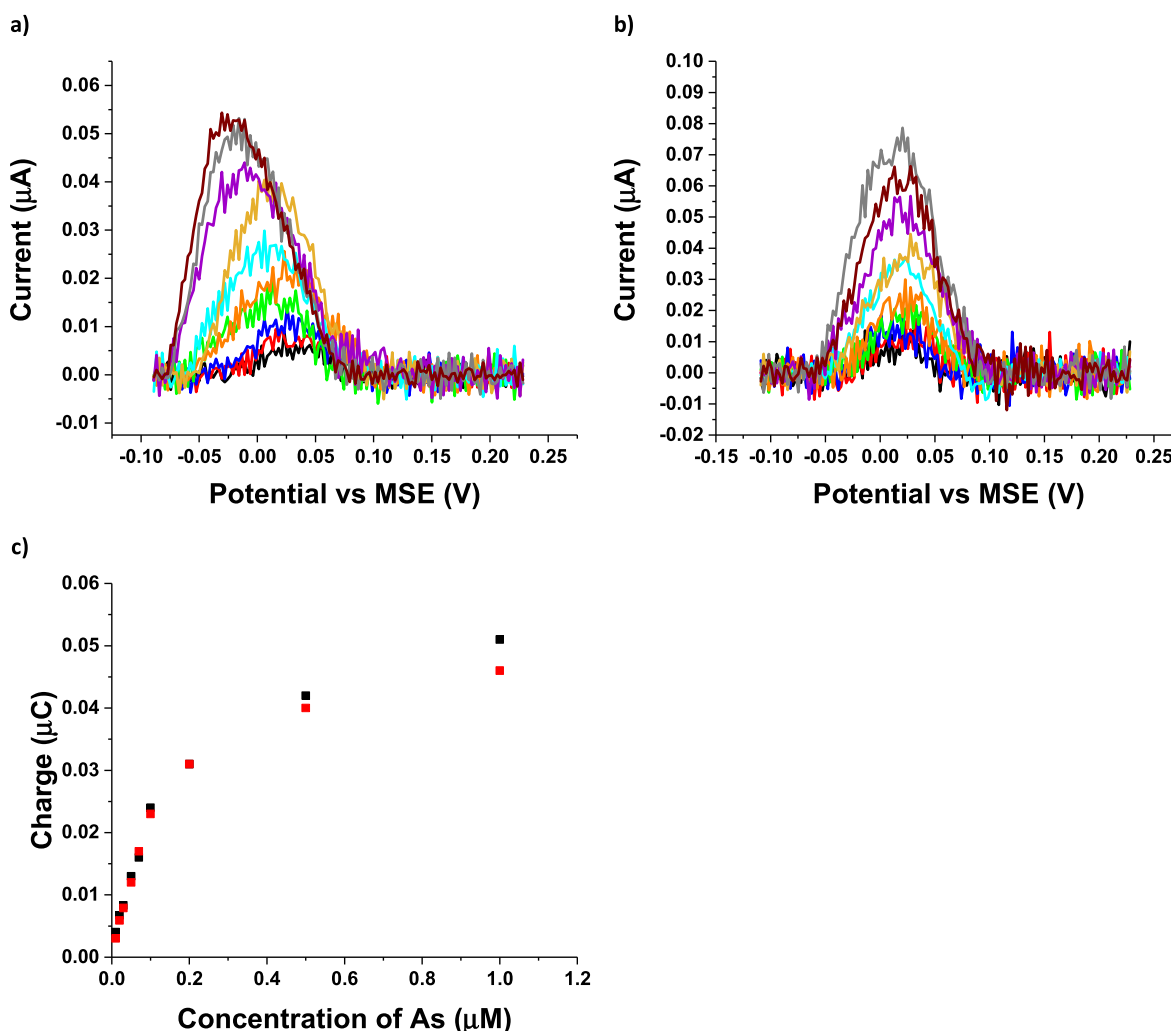 a)
0.06
0.05
0.04
0.03
0.02
0.01
0.00
-0.01
Current (μA)
-0.10 -0.05 0.00 0.05 0.10 0.15 0.20 0.25
Potential vs MSE (V)
b)
0.10
0.09
0.08
0.07
0.06
0.05
0.04
0.03
0.02
0.01
0.00
-0.01
-0.02
Current (μA)
-0.15 -0.10 -0.05 0.00 0.05 0.10 0.15 0.20 0.25
Potential vs MSE (V)
c)
0.06
0.05
0.04
0.03
0.02
0.01
0.00
Charge (μC)
0.0 0.2 0.4 0.6 0.8 1.0 1.2
Concentration of As (μM)